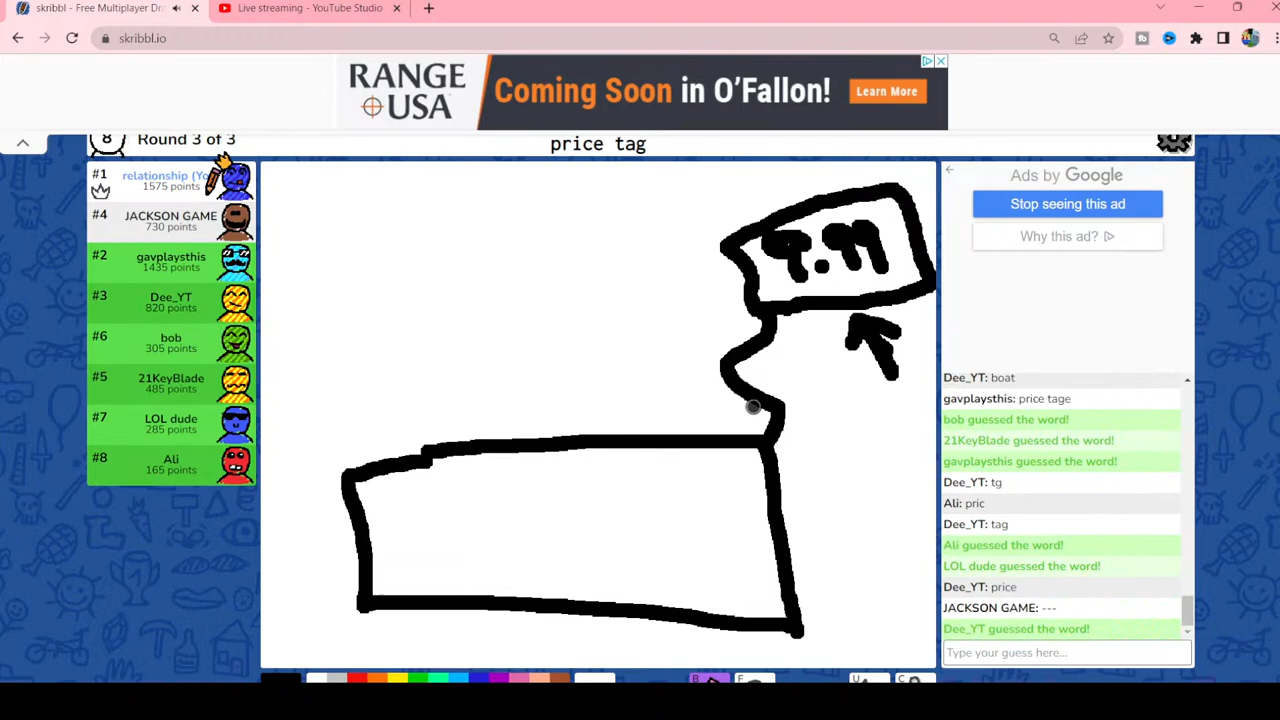 skribbl - Free Multiplayer Dra
Live streaming - YouTube Studio
skribbl.io
RANGE
USA
Coming Soon in O'Fallon!
Learn More
8
Round 3 of 3
price tag
#1
relationship (Yo
1575 points
#4
JACKSON GAME
730 points
#2
gavplaysthis
1435 points
#3
Dee_YT
820 points
#6
bob
305 points
#5
21KeyBlade
485 points
#7
LOL dude
285 points
#8
Ali
165 points
9.99
Ads by Google
Stop seeing this ad
Why this ad?
Dee_YT: boat
gavplaysthis: price tage
bob guessed the word!
21KeyBlade guessed the word!
gavplaysthis guessed the word!
Dee_YT: tg
Ali: pric
Dee_YT: tag
Ali guessed the word!
LOL dude guessed the word!
Dee_YT: price
JACKSON GAME: ---
Dee_YT guessed the word!
Type your guess here...
B
F
U
C